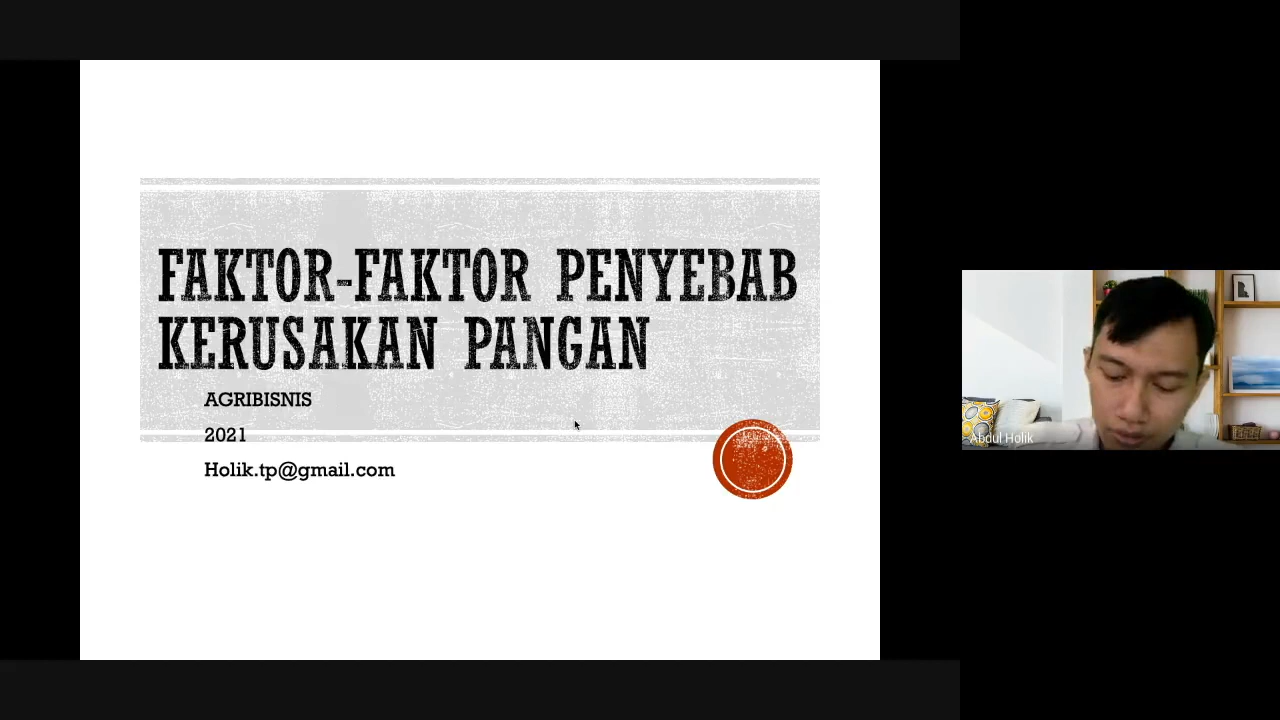 FAKTOR-FAKTOR PENYEBAB
KERUSAKAN PANGAN
AGRIBISNIS
2021
Holik.tp@gmail.com
Abdul Holik